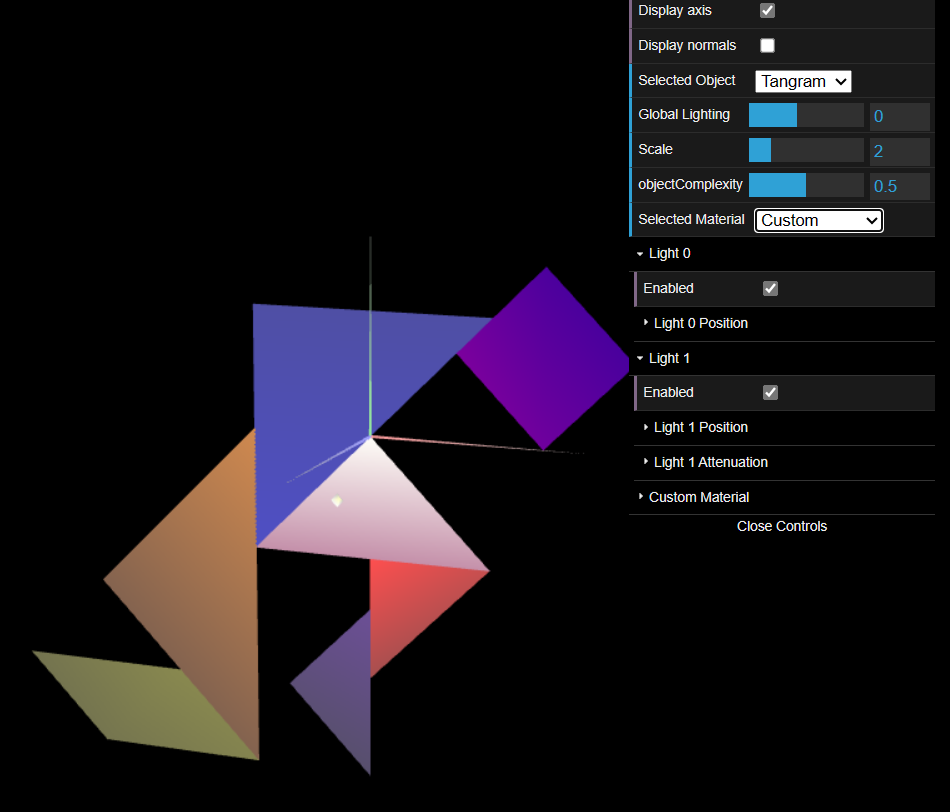 Display axis
Display normals
Selected Object Tangram
Global Lighting 0
Scale 2
objectComplexity 0.5
Selected Material Custom
Light 0
Enabled
Light 0 Position
Light 1
Enabled
Light 1 Position
Light 1 Attenuation
Custom Material
Close Controls